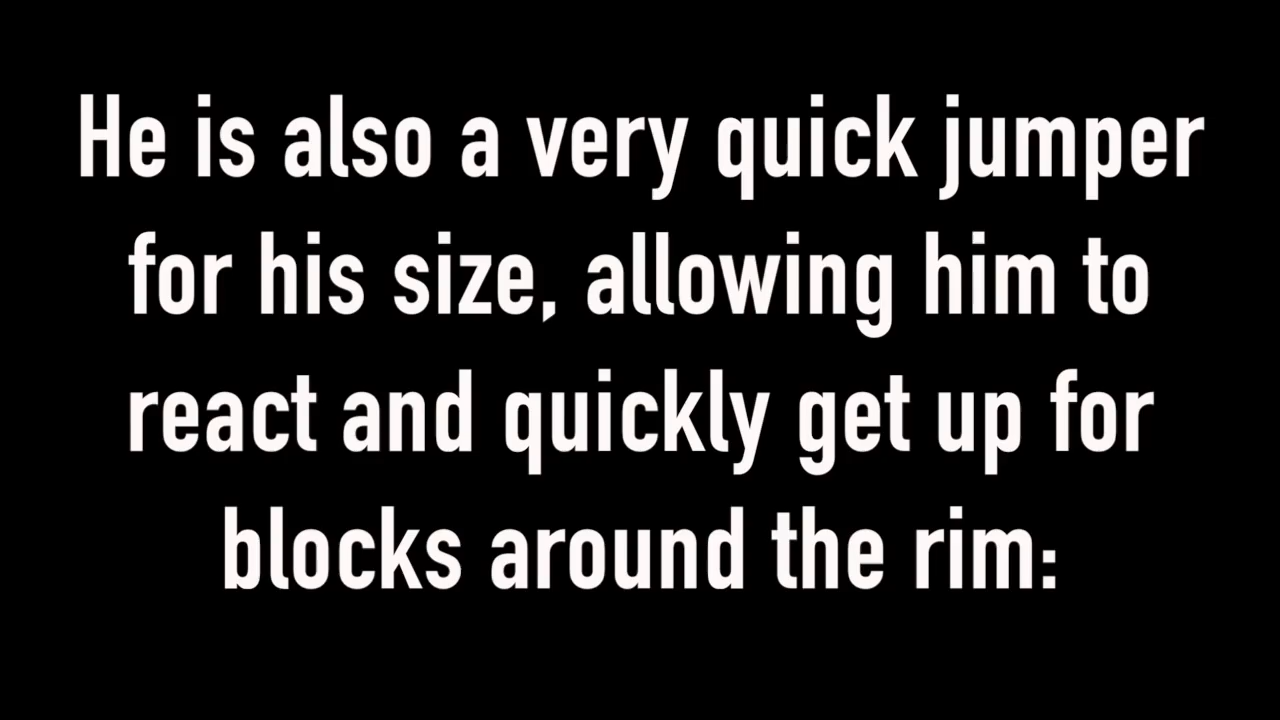 He is also a very quick jumper
for his size, allowing him to
react and quickly get up for
blocks around the rim: